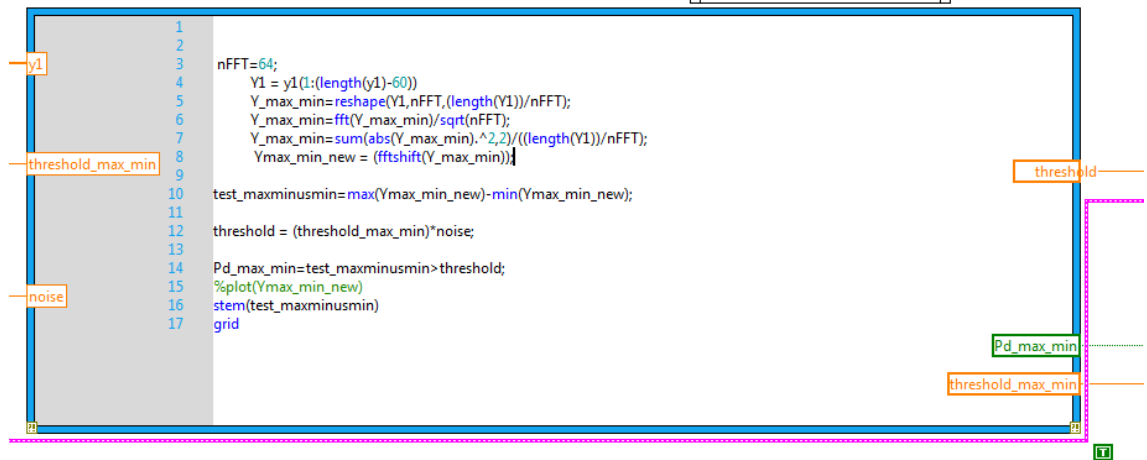 1
2
y1
3 nFFT=64;
4 Y1 = y1(1:(length(y1)-60))
5 Y_max_min=reshape(Y1,nFFT,(length(Y1))/nFFT);
6 Y_max_min=fft(Y_max_min)/sqrt(nFFT);
7 Y_max_min=sum(abs(Y_max_min).^2,2)/((length(Y1))/nFFT);
threshold_max_min
8 Ymax_min_new = (fftshift(Y_max_min));
9
threshold
10 test_maxminusmin=max(Ymax_min_new)-min(Ymax_min_new);
11
12 threshold = (threshold_max_min)*noise;
13
14 Pd_max_min=test_maxminusmin>threshold;
15 %plot(Ymax_min_new)
noise
16 stem(test_maxminusmin)
17 grid
Pd_max_min
threshold_max_min
T